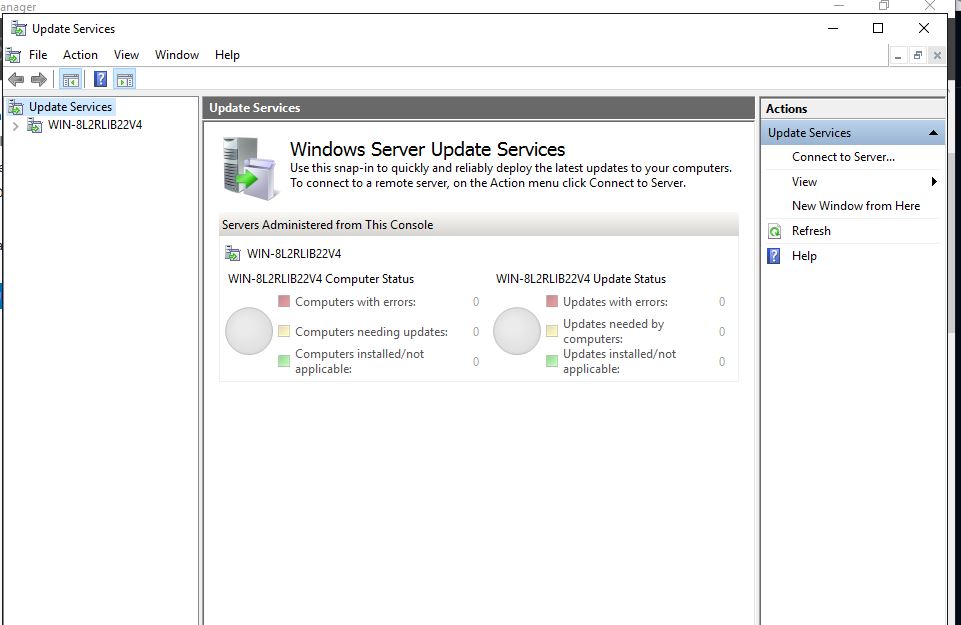 anager
Update Services
File Action View Window Help
Update Services
WIN-8L2RLIB22V4
Update Services
Windows Server Update Services
Use this snap-in to quickly and reliably deploy the latest updates to your computers.
To connect to a remote server, on the Action menu click Connect to Server.
Servers Administered from This Console
WIN-8L2RLIB22V4
WIN-8L2RLIB22V4 Computer Status
Computers with errors: 0
Computers needing updates: 0
Computers installed/not
applicable: 0
WIN-8L2RLIB22V4 Update Status
Updates with errors: 0
Updates needed by
computers: 0
Updates installed/not
applicable: 0
Actions
Update Services
Connect to Server...
View
New Window from Here
Refresh
Help